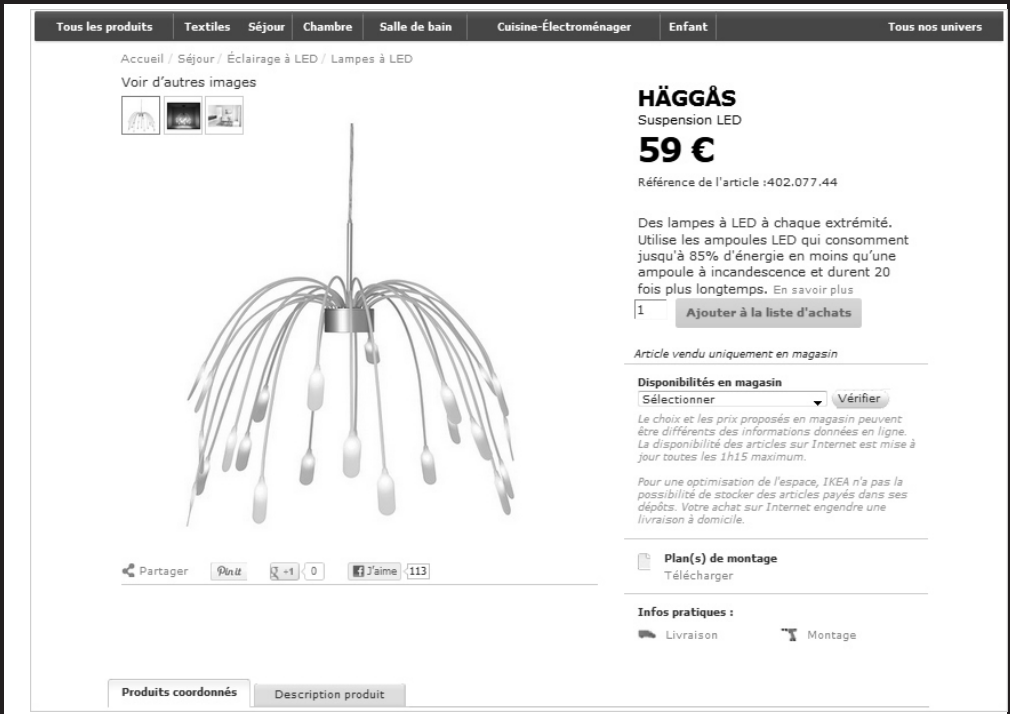 Tous les produits Textiles Séjour Chambre Salle de bain Cuisine-Électroménager Enfant Tous nos univers
Accueil / Séjour / Éclairage à LED / Lampes à LED
Voir d’autres images
HÄGGÅS
Suspension LED
59 €
Référence de l'article :402.077.44
Des lampes à LED à chaque extrémité.
Utilise les ampoules LED qui consomment
jusqu'à 85% d'énergie en moins qu’une
ampoule à incandescence et durent 20
fois plus longtemps. En savoir plus
1 Ajouter à la liste d'achats
Article vendu uniquement en magasin
Disponibilités en magasin
Sélectionner Vérifier
Le choix et les prix proposés en magasin peuvent
être différents des informations données en ligne.
La disponibilité des articles sur Internet est mise à
jour toutes les 1h15 maximum.
Pour une optimisation de l'espace, IKEA n'a pas la
possibilité de stocker des articles payés dans ses
dépôts. Votre achat sur Internet engendre une
livraison à domicile.
Partager Pin it g +1 0 f J'aime 113
Plan(s) de montage
Télécharger
Infos pratiques :
Livraison Montage
Produits coordonnés Description produit